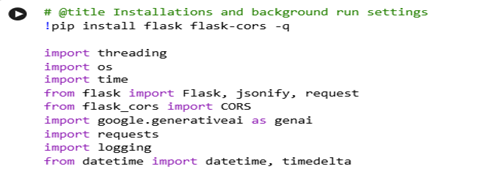 # @title Installations and background run settings
!pip install flask flask-cors -q
import threading
import os
import time
from flask import Flask, jsonify, request
from flask_cors import CORS
import google.generativeai as genai
import requests
import logging
from datetime import datetime, timedelta